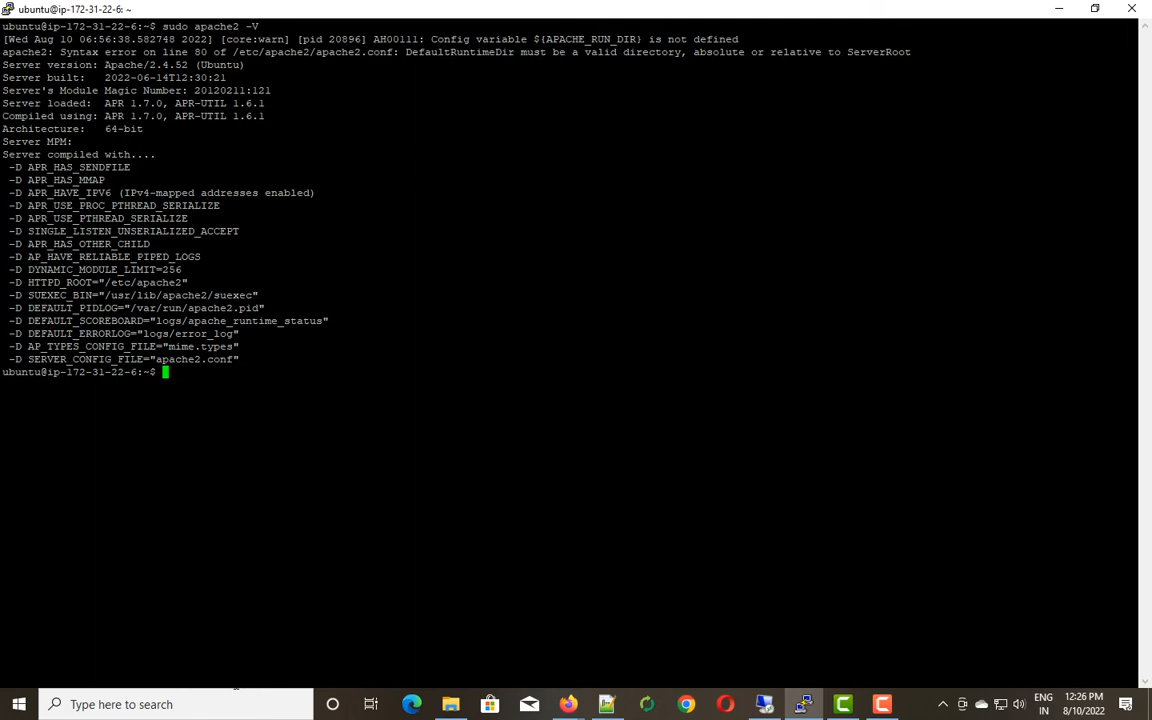 ubuntu@ip-172-31-22-6: ~
ubuntu@ip-172-31-22-6:~$ sudo apache2 -V
[Wed Aug 10 06:56:38.582748 2022] [core:warn] [pid 20896] AH00111: Config variable ${APACHE_RUN_DIR} is not defined
apache2: Syntax error on line 80 of /etc/apache2/apache2.conf: DefaultRuntimeDir must be a valid directory, absolute or relative to ServerRoot
Server version: Apache/2.4.52 (Ubuntu)
Server built:   2022-06-14T12:30:21
Server's Module Magic Number: 20120211:121
Server loaded:  APR 1.7.0, APR-UTIL 1.6.1
Compiled using: APR 1.7.0, APR-UTIL 1.6.1
Architecture:   64-bit
Server MPM:
Server compiled with....
 -D APR_HAS_SENDFILE
 -D APR_HAS_MMAP
 -D APR_HAVE_IPV6 (IPv4-mapped addresses enabled)
 -D APR_USE_PROC_PTHREAD_SERIALIZE
 -D APR_USE_PTHREAD_SERIALIZE
 -D SINGLE_LISTEN_UNSERIALIZED_ACCEPT
 -D APR_HAS_OTHER_CHILD
 -D AP_HAVE_RELIABLE_PIPED_LOGS
 -D DYNAMIC_MODULE_LIMIT=256
 -D HTTPD_ROOT="/etc/apache2"
 -D SUEXEC_BIN="/usr/lib/apache2/suexec"
 -D DEFAULT_PIDLOG="/var/run/apache2.pid"
 -D DEFAULT_SCOREBOARD="logs/apache_runtime_status"
 -D DEFAULT_ERRORLOG="logs/error_log"
 -D AP_TYPES_CONFIG_FILE="mime.types"
 -D SERVER_CONFIG_FILE="apache2.conf"
ubuntu@ip-172-31-22-6:~$
Type here to search
ENG
IN
12:26 PM
8/10/2022